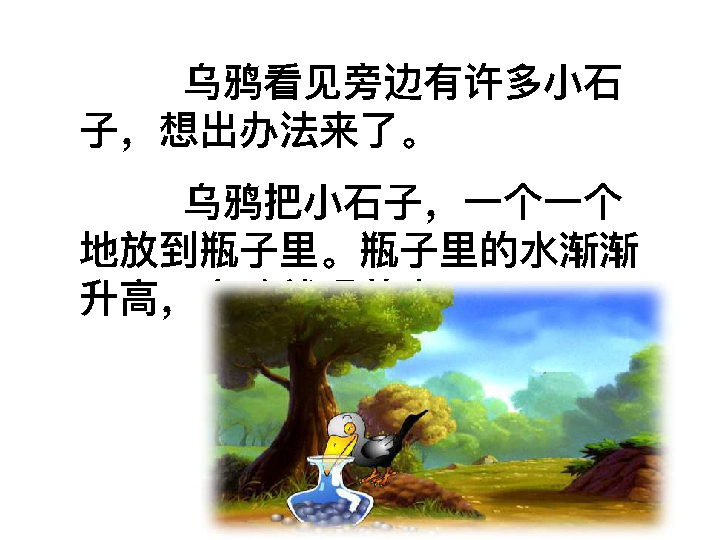 乌鸦看见旁边有许多小石
子，想出办法来了。
乌鸦把小石子，一个一个
地放到瓶子里。瓶子里的水渐渐
升高，